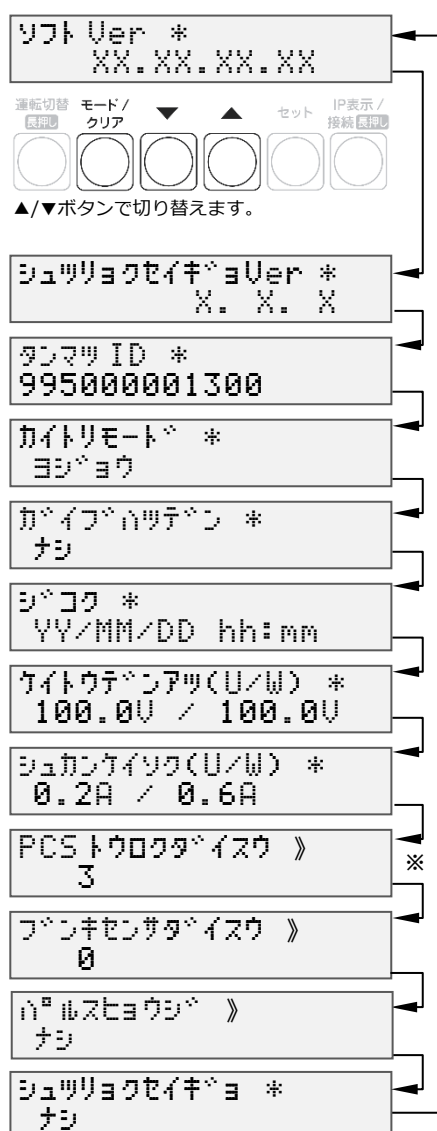 ソフト Ver *
XX.XX.XX.XX
運転切替 長押し
モード/クリア
▼
▲
セット
IP表示/接続 長押し
▲/▼ボタンで切り替えます。
シュツリョクセイギョVer *
X. X. X
タンマツ ID *
995000001300
カイトリモード *
ヨジョウ
ガイブハツデン *
ナシ
ジコク *
YY/MM/DD hh:mm
ケイトウデンアツ(U/W) *
100.0V / 100.0V
シュカンケイソク(U/W) *
0.2A / 0.6A
PCS トウロクダイスウ 》
3
※
ブンキセンサダイスウ 》
0
パルスヒョウジ 》
ナシ
シュツリョクセイギョ *
ナシ